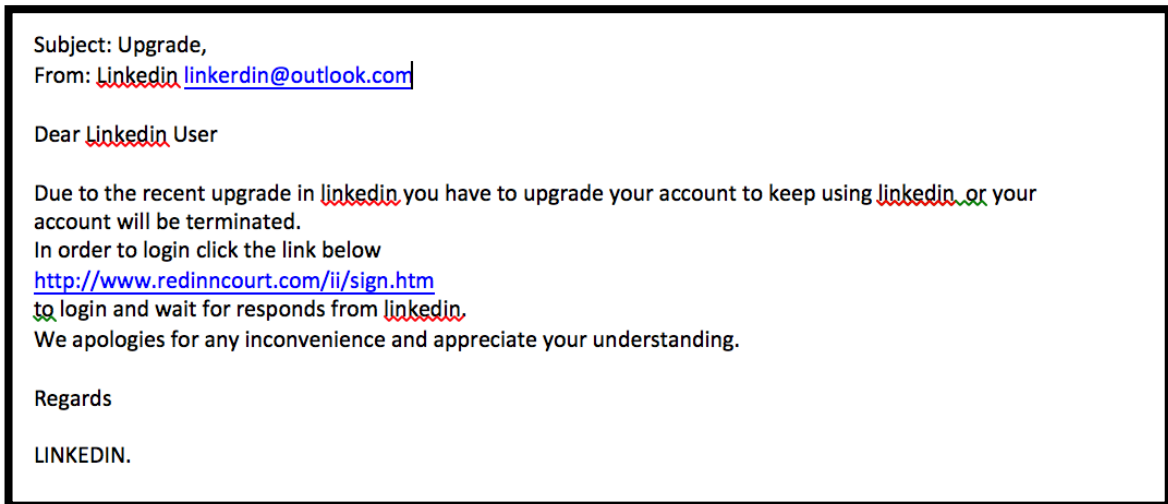 Subject: Upgrade,
From: Linkedin linkerdin@outlook.com
Dear Linkedin User
Due to the recent upgrade in linkedin you have to upgrade your account to keep using linkedin or your
account will be terminated.
In order to login click the link below
http://www.redinncourt.com/ii/sign.htm
to login and wait for responds from linkedin.
We apologies for any inconvenience and appreciate your understanding.
Regards
LINKEDIN.